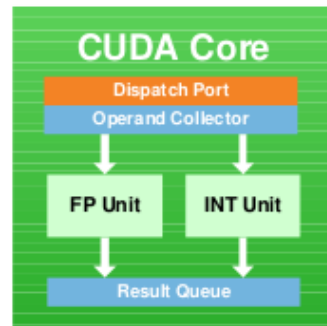 CUDA Core
Dispatch Port
Operand Collector
FP Unit
INT Unit
Result Queue